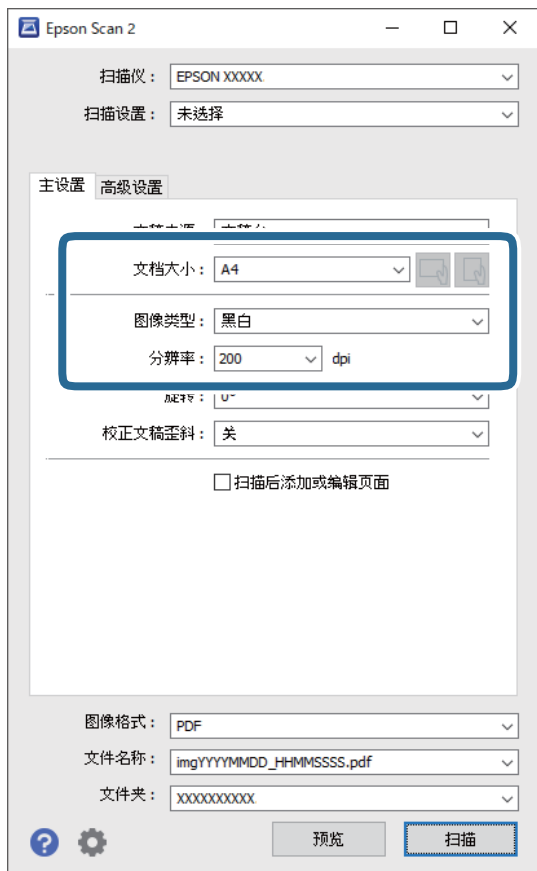 Epson Scan 2
扫描仪： EPSON XXXXX
扫描设置： 未选择
主设置 高级设置
文档大小： A4
图像类型： 黑白
分辨率： 200 dpi
旋转： 0°
校正文稿歪斜： 关
扫描后添加或编辑页面
图像格式： PDF
文件名称： imgYYYYMMDD_HHMMSSSS.pdf
文件夹： XXXXXXXXXX
预览 扫描